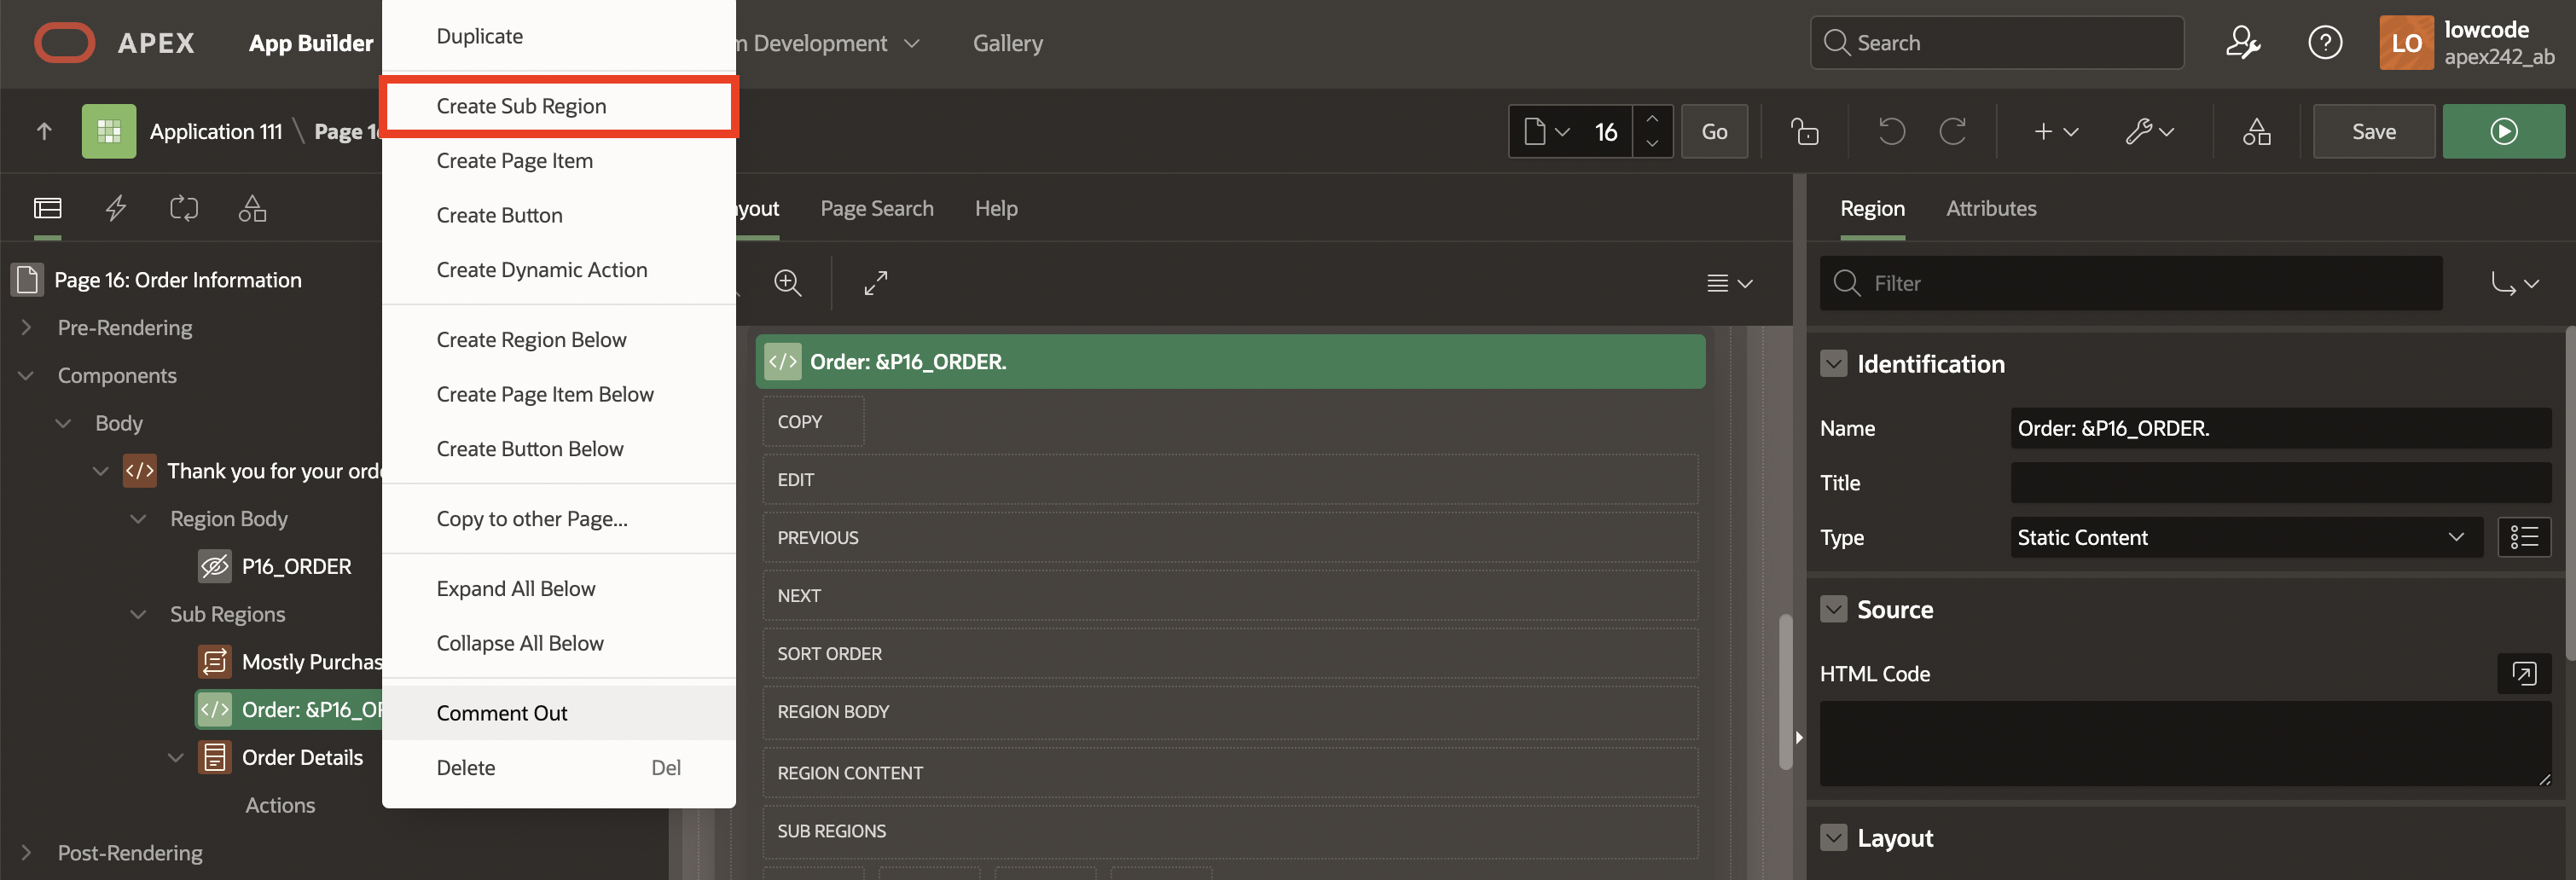 APEX
App Builder
m Development
Gallery
Search
LO
lowcode
apex242_ab
Application 111 \ Page 16
16
Go
Save
Duplicate
Create Sub Region
Create Page Item
Create Button
Create Dynamic Action
Create Region Below
Create Page Item Below
Create Button Below
Copy to other Page...
Expand All Below
Collapse All Below
Comment Out
Delete Del
Page 16: Order Information
Pre-Rendering
Components
Body
Thank you for your orde
Region Body
P16_ORDER
Sub Regions
Mostly Purchas
Order: &P16_OR
Order Details
Actions
Post-Rendering
yout
Page Search
Help
Order: &P16_ORDER.
COPY
EDIT
PREVIOUS
NEXT
SORT ORDER
REGION BODY
REGION CONTENT
SUB REGIONS
Region
Attributes
Filter
Identification
Name Order: &P16_ORDER.
Title
Type Static Content
Source
HTML Code
Layout